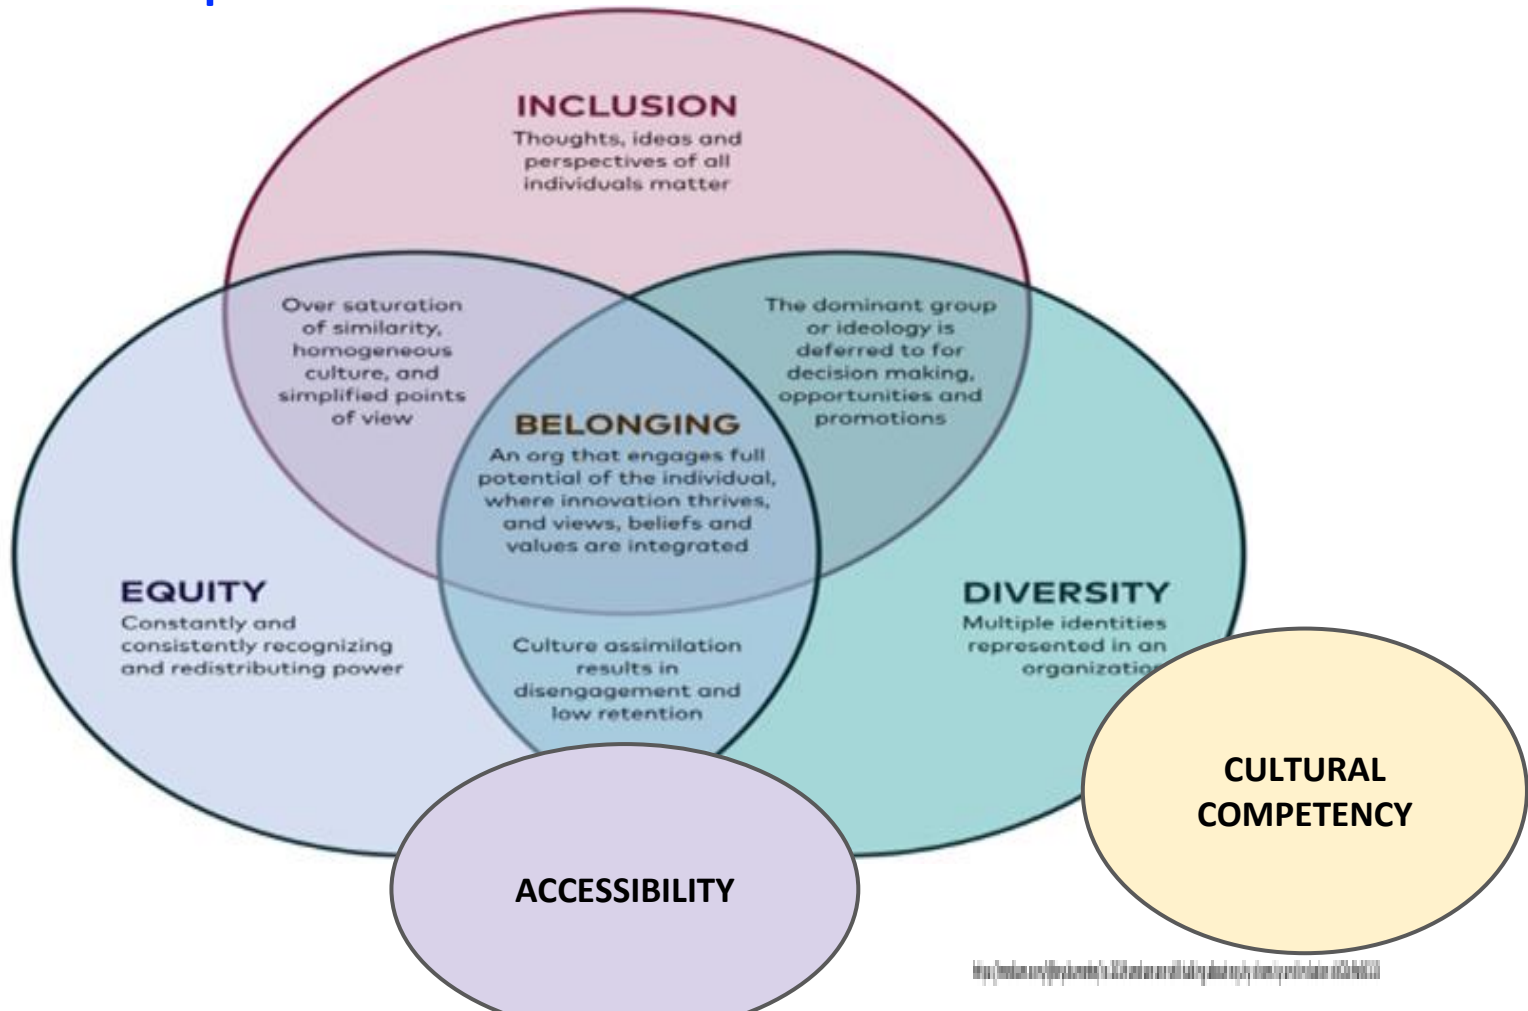 INCLUSION
Thoughts, ideas and
perspectives of all
individuals matter
Over saturation
of similarity,
homogeneous
culture, and
simplified points
of view
The dominant group
or ideology is
deferred to for
decision making,
opportunities and
promotions
BELONGING
An org that engages full
potential of the individual,
where innovation thrives,
and views, beliefs and
values are integrated
EQUITY
Constantly and
consistently recognizing
and redistributing power
DIVERSITY
Multiple identities
represented in an
organization
Culture assimilation
results in
disengagement and
low retention
CULTURAL
COMPETENCY
ACCESSIBILITY